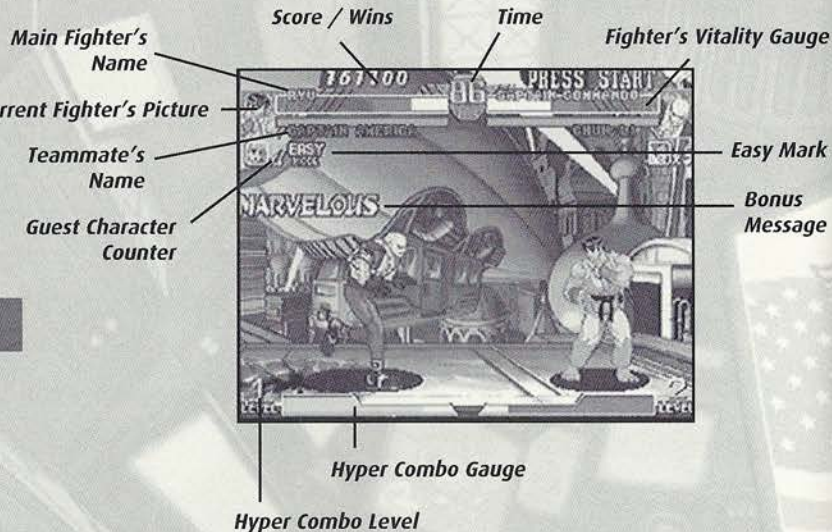 Score / Wins
Time
Main Fighter's
Name
Fighter's Vitality Gauge
rrent Fighter's Picture
Teammate's
Name
Easy Mark
Guest Character
Counter
Bonus
Message
161100
PRESS START
RYU
86
CAPTAIN COMMANDO
CAPTAIN AMERICA
CHUN-LI
EASY
MODE
MARVELOUS
LEVEL
LEVEL
Hyper Combo Gauge
Hyper Combo Level